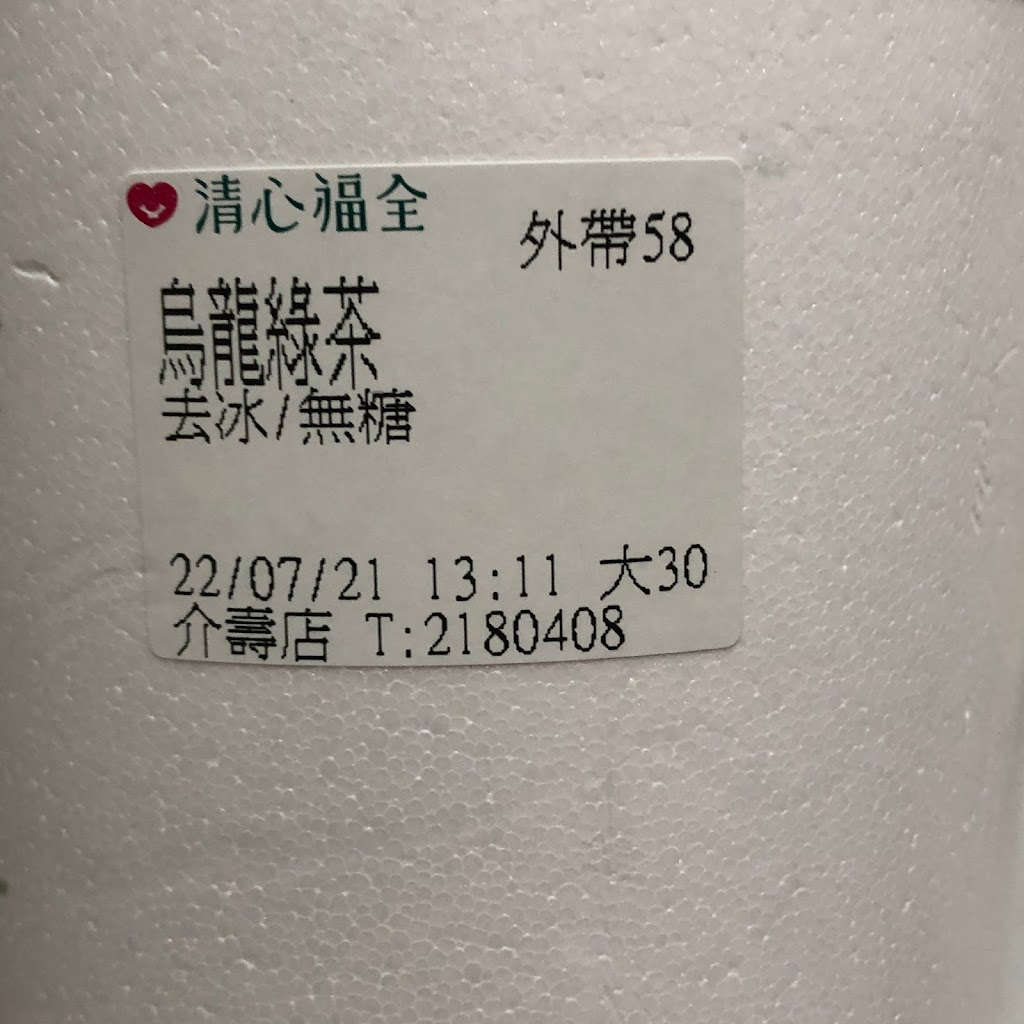 清心福全
外帶58
烏龍綠茶
去冰/無糖
22/07/21 13:11 大30
介壽店 T:2180408